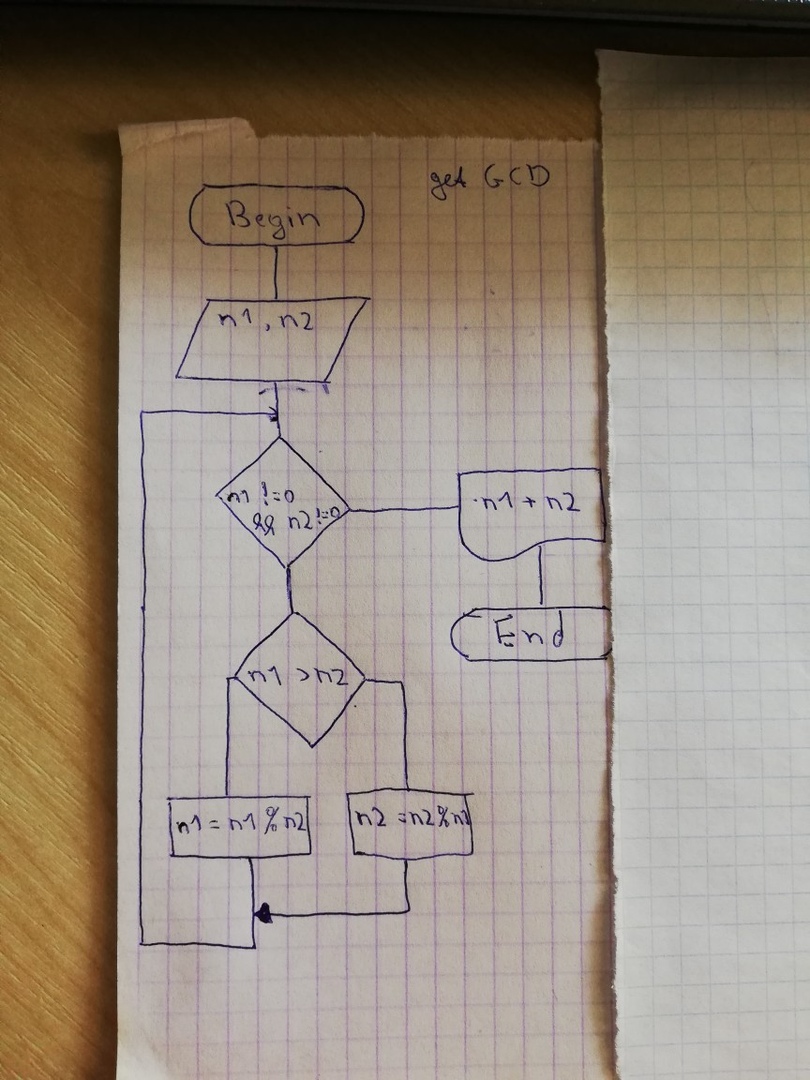 get GCD
Begin
n1, n2
n1 != 0
&& n2 != 0
n1 + n2
End
n1 > n2
n1 = n1 % n2
n2 = n2 % n1